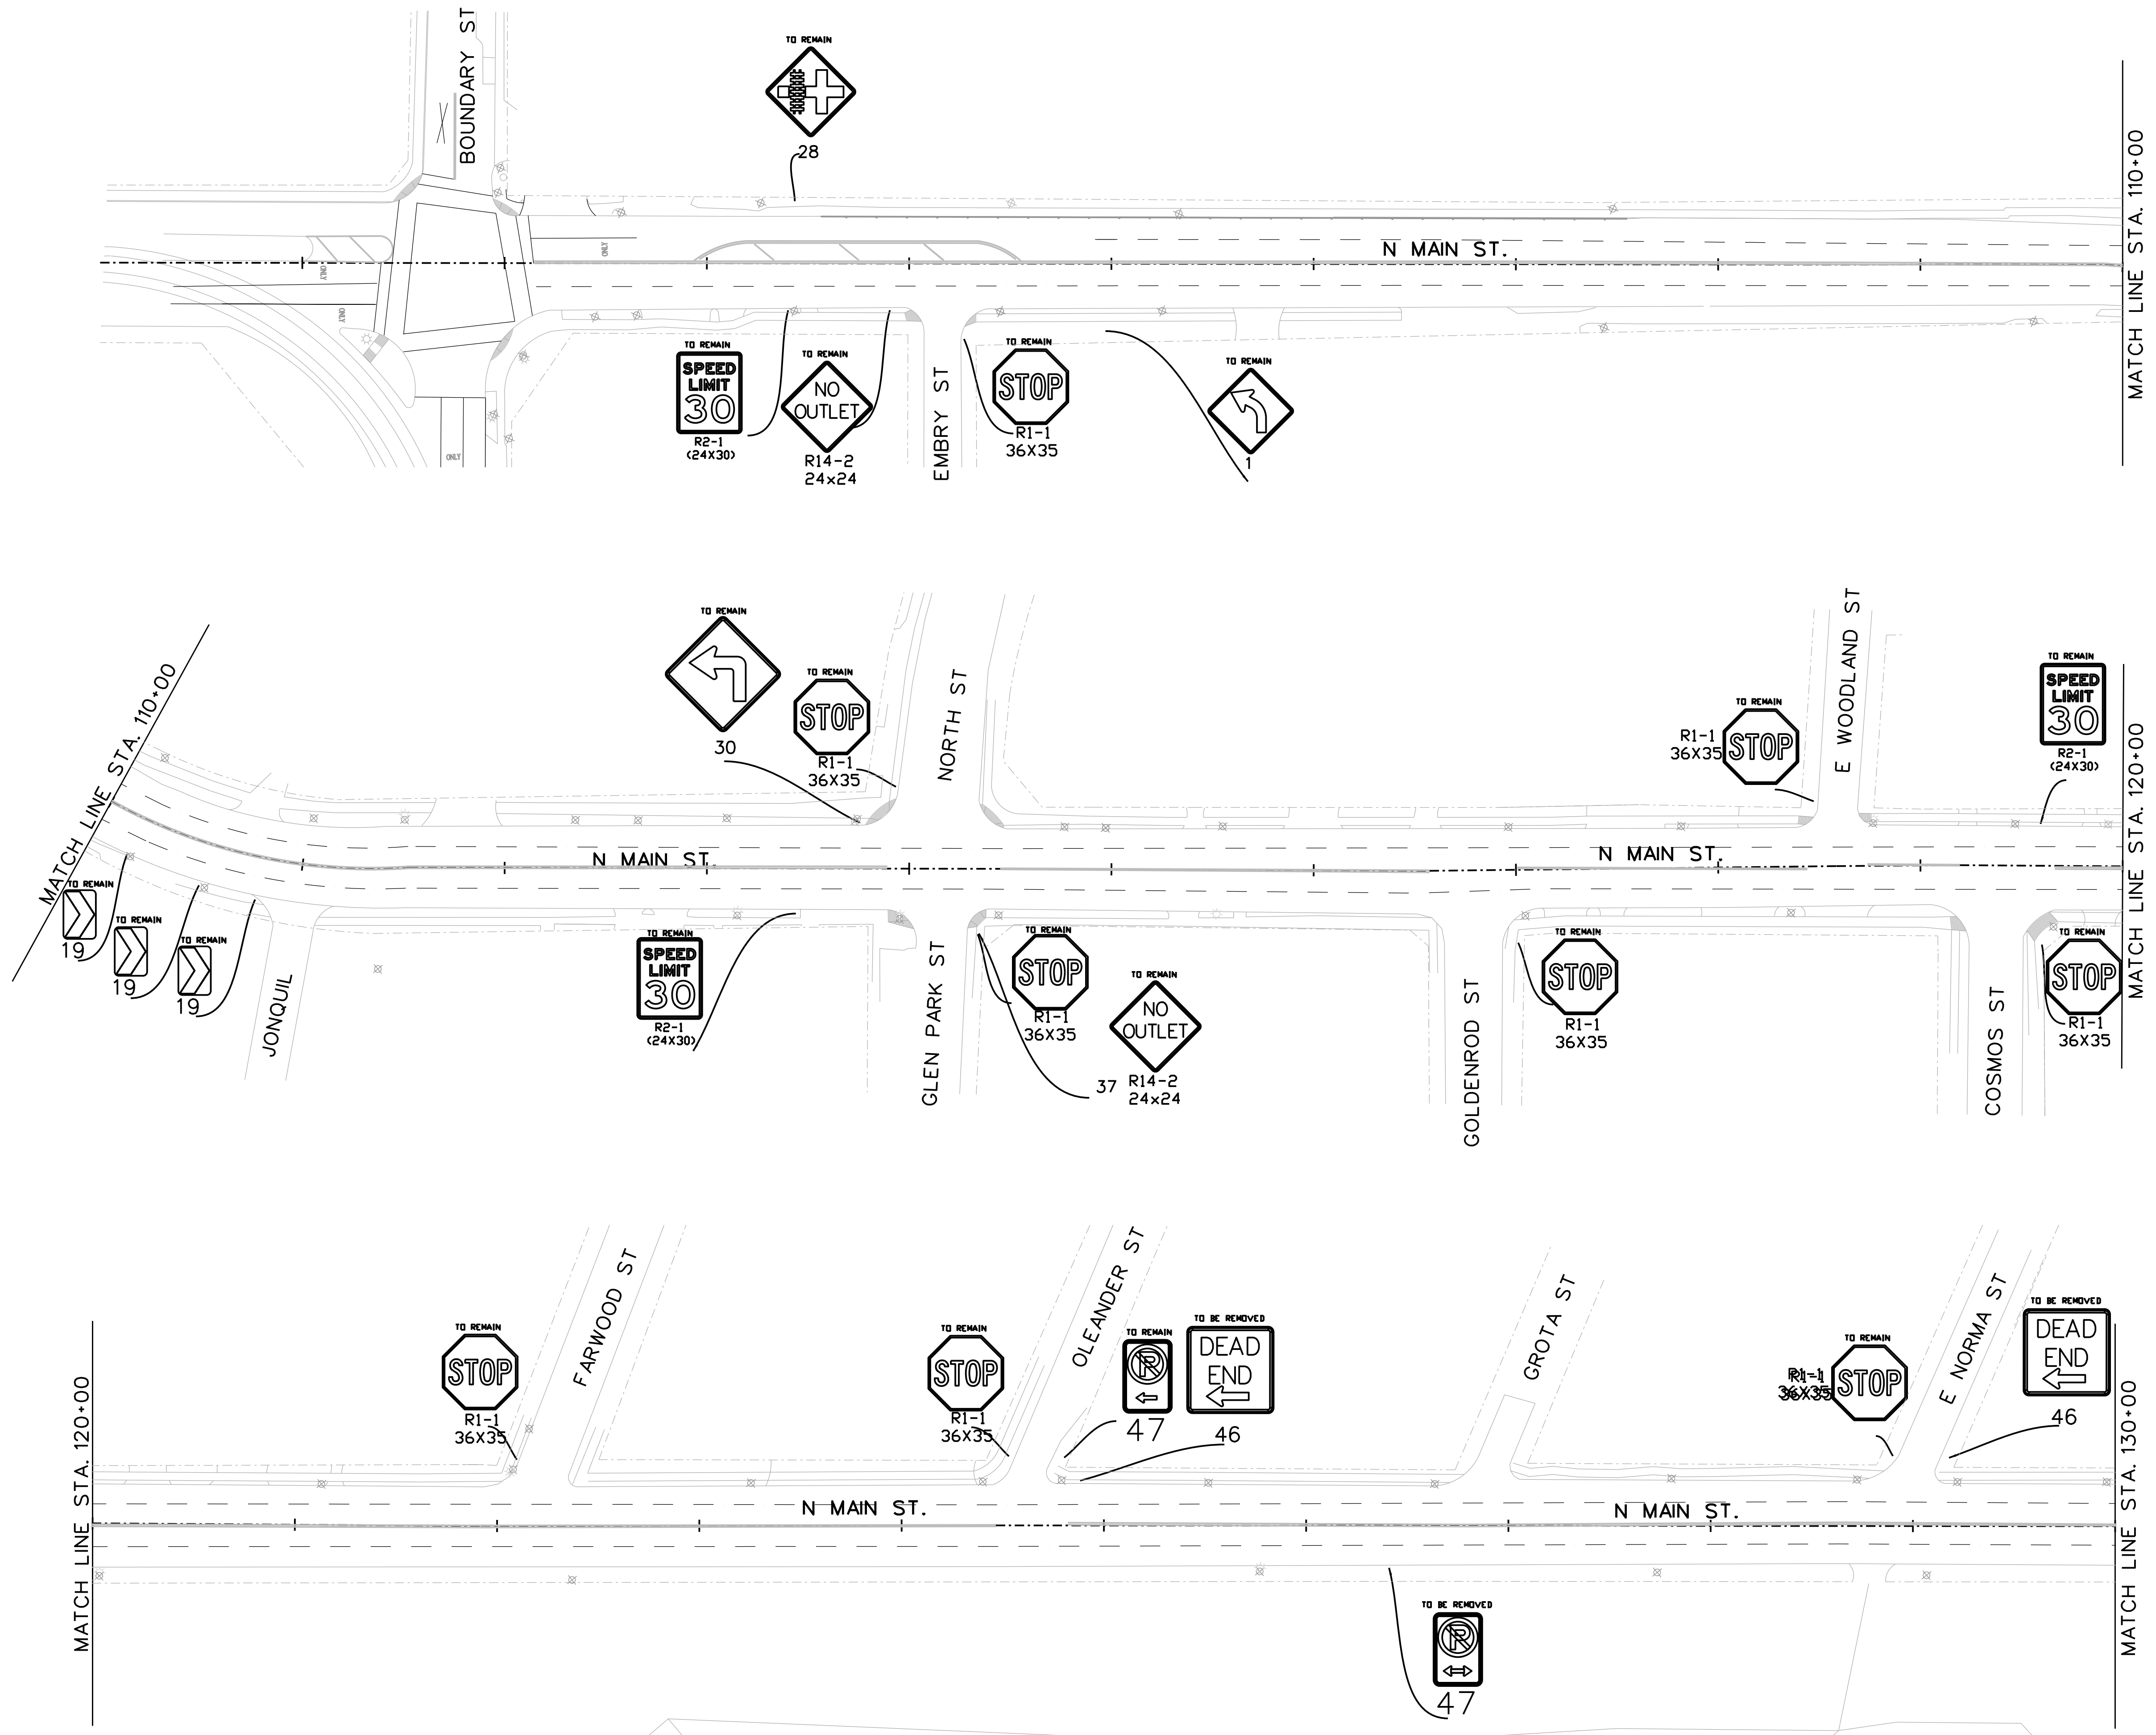 BOUNDARY ST
TO REMAIN
28
MATCH LINE STA. 110+00
ONLY
ONLY
ONLY
ONLY
N MAIN ST.
TO REMAIN
SPEED
LIMIT
30
R2-1
(24X30)
TO REMAIN
NO
OUTLET
R14-2
24x24
EMBRY ST
TO REMAIN
STOP
R1-1
36X35
TO REMAIN
1
MATCH LINE STA. 110+00
TO REMAIN
30
TO REMAIN
STOP
R1-1
36X35
NORTH ST
TO REMAIN
R1-1
36X35
STOP
E WOODLAND ST
TO REMAIN
SPEED
LIMIT
30
R2-1
(24X30)
MATCH LINE STA. 120+00
N MAIN ST.
N MAIN ST.
TO REMAIN
19
TO REMAIN
19
TO REMAIN
19
JONQUIL
TO REMAIN
SPEED
LIMIT
30
R2-1
(24X30)
GLEN PARK ST
TO REMAIN
STOP
R1-1
36X35
TO REMAIN
NO
OUTLET
37
R14-2
24x24
GOLDENROD ST
TO REMAIN
STOP
R1-1
36X35
COSMOS ST
TO REMAIN
STOP
R1-1
36X35
MATCH LINE STA. 120+00
TO REMAIN
STOP
R1-1
36X35
FARWOOD ST
TO REMAIN
STOP
R1-1
36X35
OLEANDER ST
TO REMAIN
P
47
TO BE REMOVED
DEAD
END
46
GROTA ST
TO REMAIN
R1-1
36X35
STOP
E NORMA ST
TO BE REMOVED
DEAD
END
46
MATCH LINE STA. 130+00
N MAIN ST.
N MAIN ST.
TO BE REMOVED
P
47